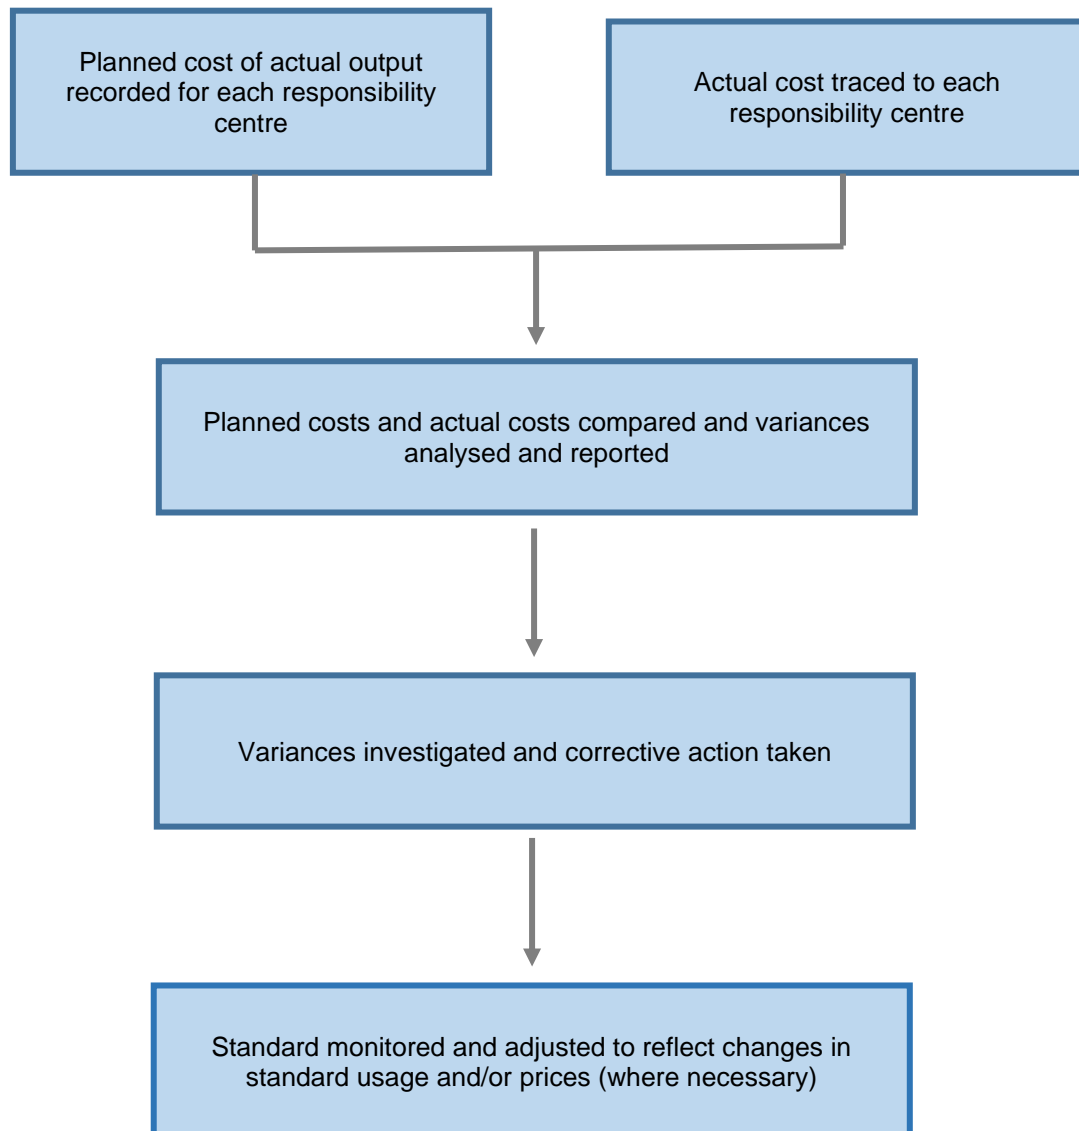 Planned cost of actual output
recorded for each responsibility
centre
Actual cost traced to each
responsibility centre
Planned costs and actual costs compared and variances
analysed and reported
Variances investigated and corrective action taken
Standard monitored and adjusted to reflect changes in
standard usage and/or prices (where necessary)